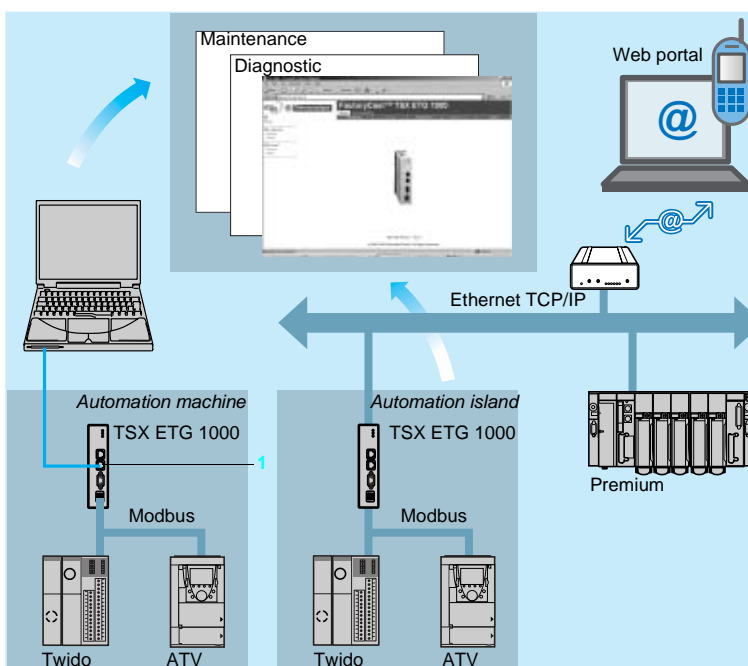 Maintenance
Diagnostic
FactoryCast™ TSX ETG 1000
Web portal
@
@
Ethernet TCP/IP
Automation machine
TSX ETG 1000
1
Modbus
Twido
ATV
Automation island
TSX ETG 1000
Modbus
Twido
ATV
Premium